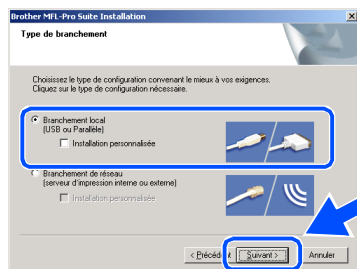 Brother MFL-Pro Suite Installation
Type de branchement
Choisissez le type de configuration convenant le mieux à vos exigences.
Cliquez sur le type de configuration nécessaire.
Branchement local
(USB ou Parallèle)
Installation personnalisée
Branchement de réseau
(serveur d'impression interne ou externe)
Installation personnalisée
< Précédent Suivant > Annuler